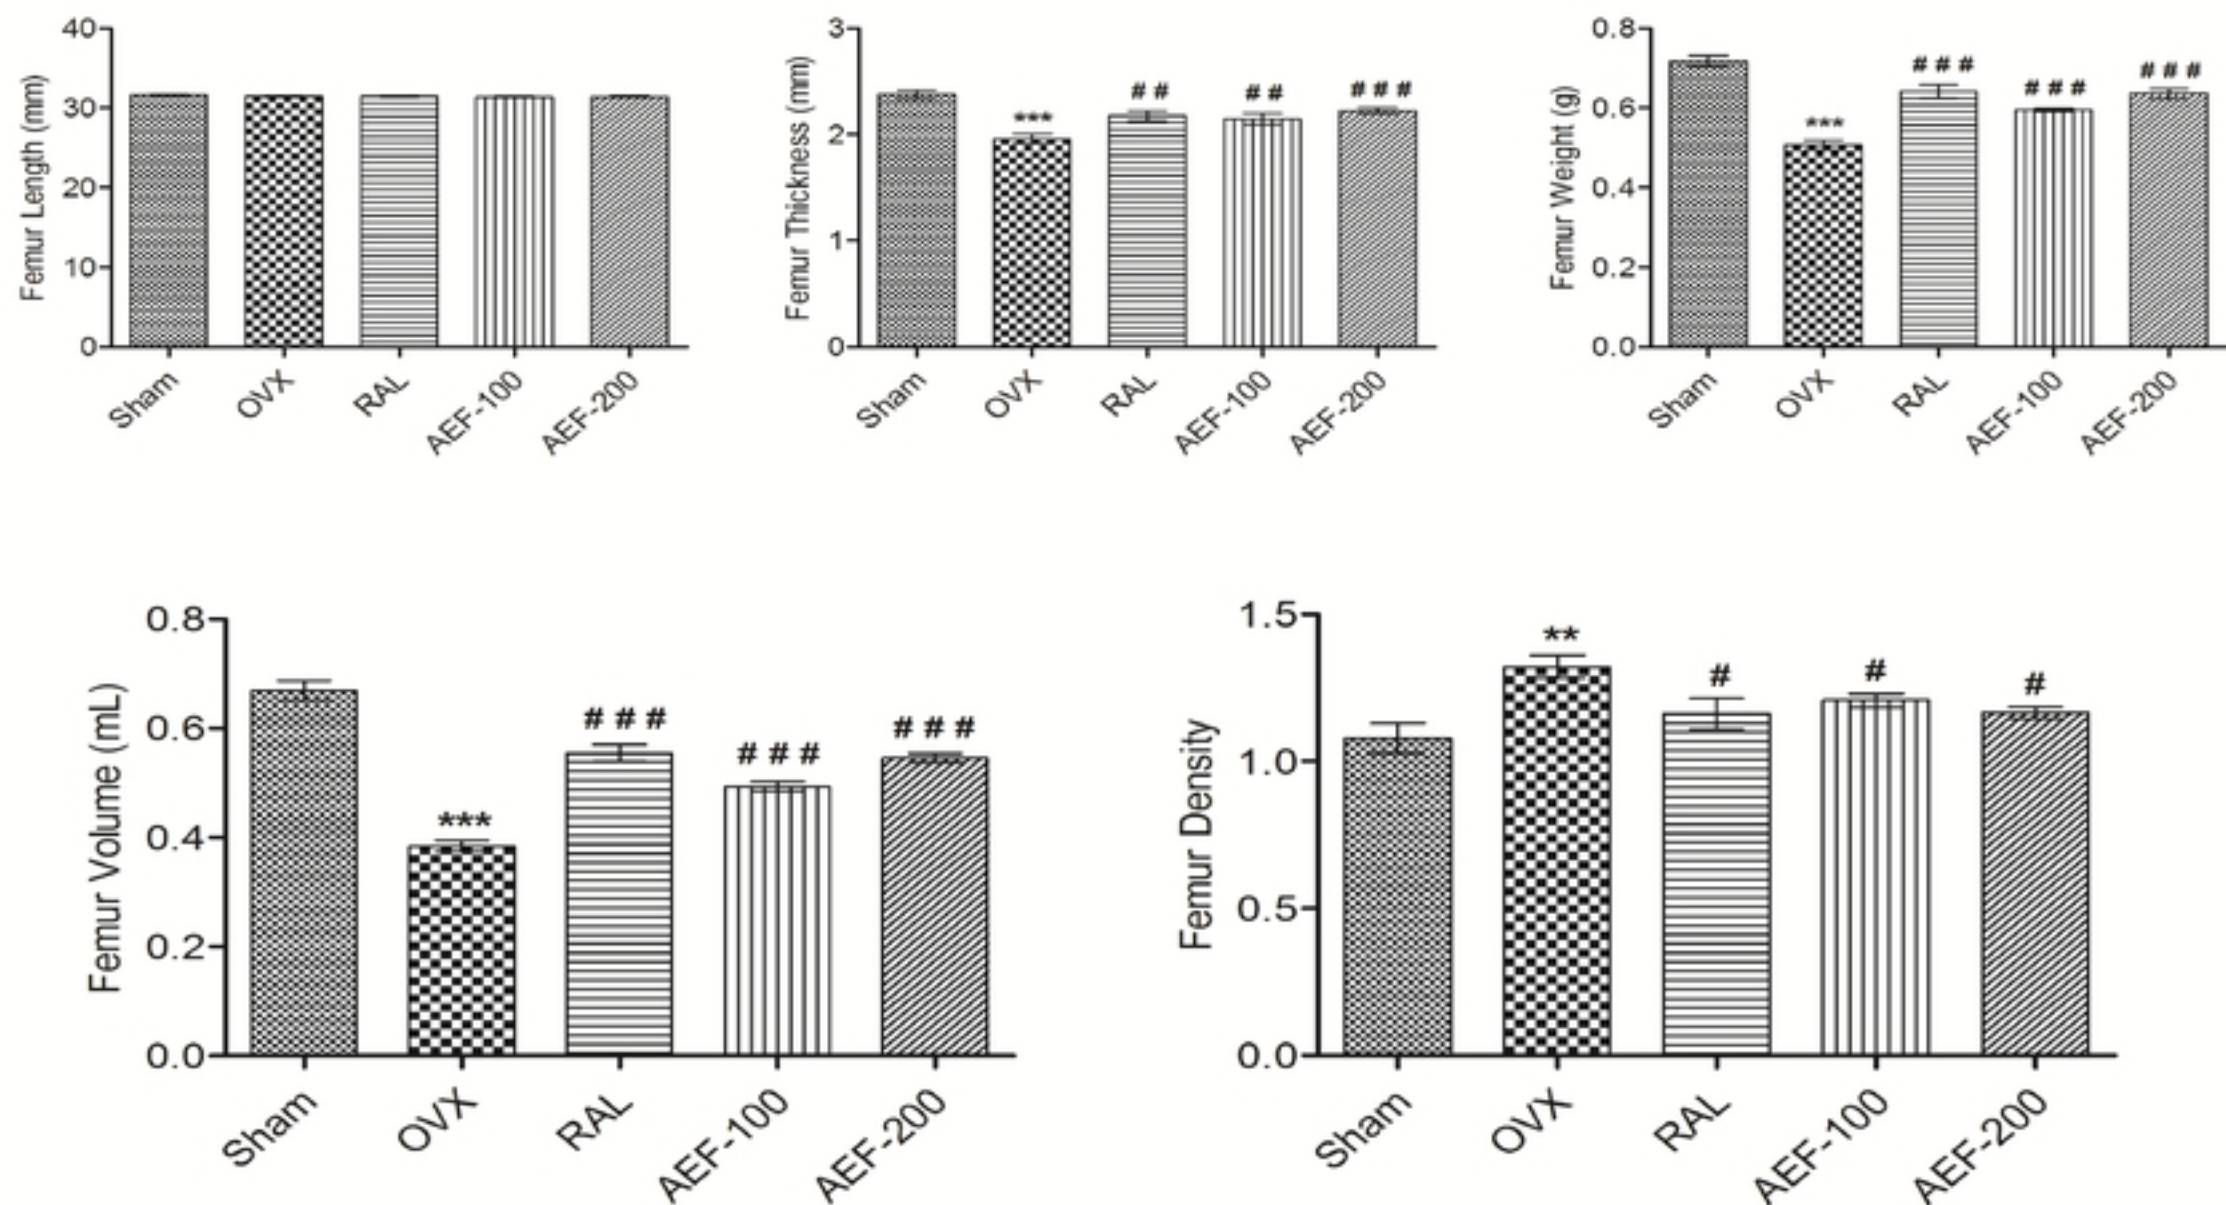 Femur Length (mm)
40
30
20
10
0
Sham
OVX
RAL
AEF-100
AEF-200
Femur Thickness (mm)
3
2
1
0
***
# #
# #
# # #
Sham
OVX
RAL
AEF-100
AEF-200
Femur Weight (g)
0.8
0.6
0.4
0.2
0.0
***
# # #
# # #
# # #
Sham
OVX
RAL
AEF-100
AEF-200
Femur Volume (mL)
0.8
0.6
0.4
0.2
0.0
***
# # #
# # #
# # #
Sham
OVX
RAL
AEF-100
AEF-200
Femur Density
1.5
1.0
0.5
0.0
**
#
#
#
Sham
OVX
RAL
AEF-100
AEF-200